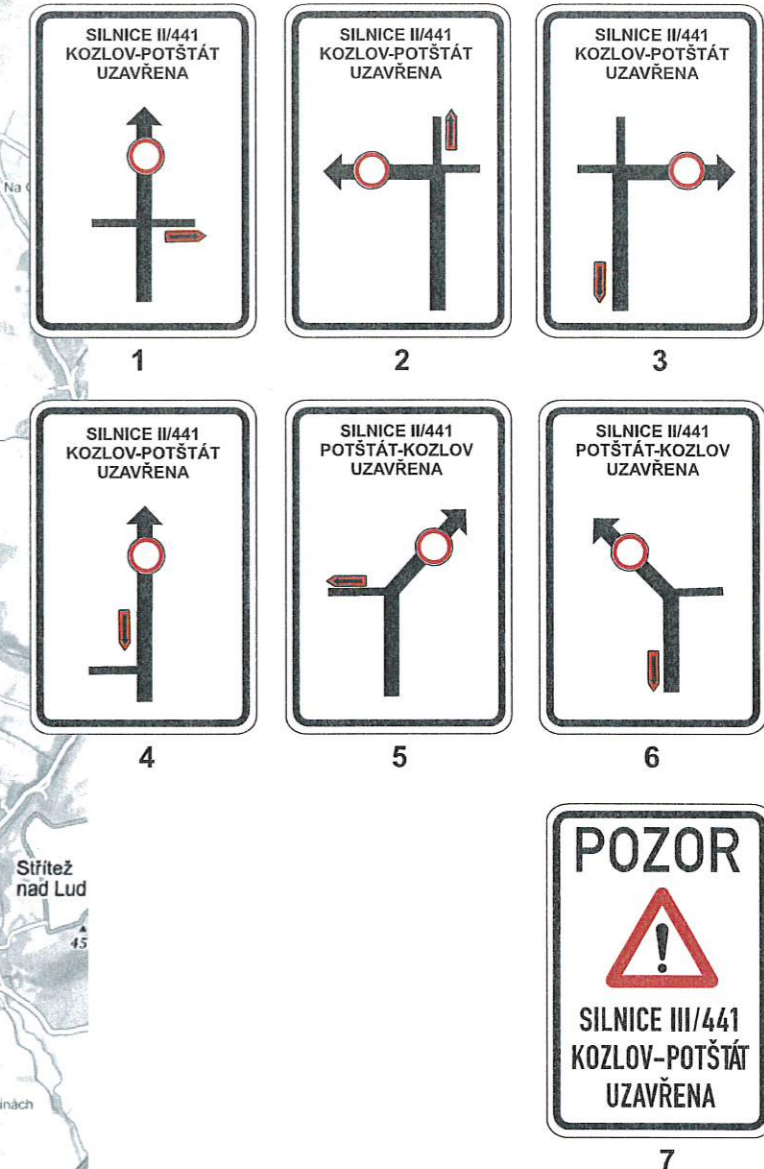 SILNICE II/441
KOZLOV-POTŠTÁT
UZAVŘENA
1
SILNICE II/441
KOZLOV-POTŠTÁT
UZAVŘENA
2
SILNICE II/441
KOZLOV-POTŠTÁT
UZAVŘENA
3
SILNICE II/441
KOZLOV-POTŠTÁT
UZAVŘENA
4
SILNICE II/441
POTŠTÁT-KOZLOV
UZAVŘENA
5
SILNICE II/441
POTŠTÁT-KOZLOV
UZAVŘENA
6
POZOR
!
SILNICE III/441
KOZLOV-POTŠTÁT
UZAVŘENA
7
Na
Střítež
nad Lud
45
inách